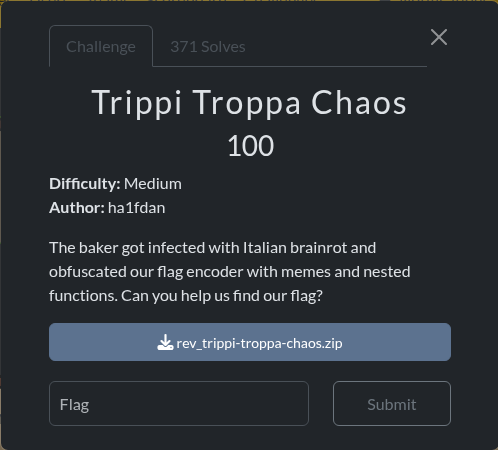 Challenge
371 Solves
Trippi Troppa Chaos
100
Difficulty: Medium
Author: ha1fdan
The baker got infected with Italian brainrot and
obfuscated our flag encoder with memes and nested
functions. Can you help us find our flag?
rev_trippi-troppa-chaos.zip
Flag
Submit